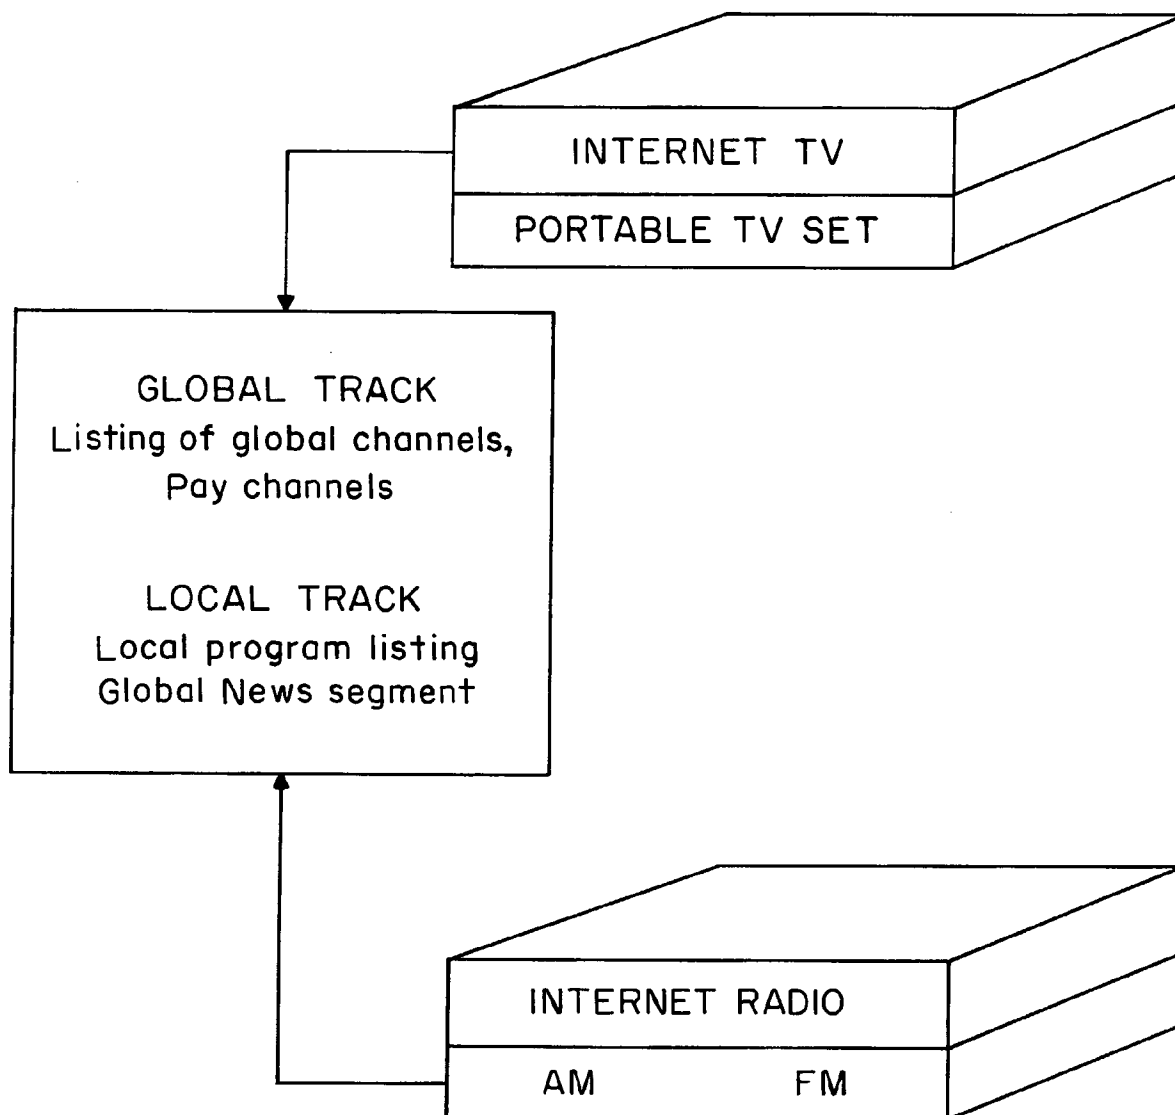 INTERNET TV
PORTABLE TV SET
GLOBAL TRACK
Listing of global channels,
Pay channels
LOCAL TRACK
Local program listing
Global News segment
INTERNET RADIO
AM FM